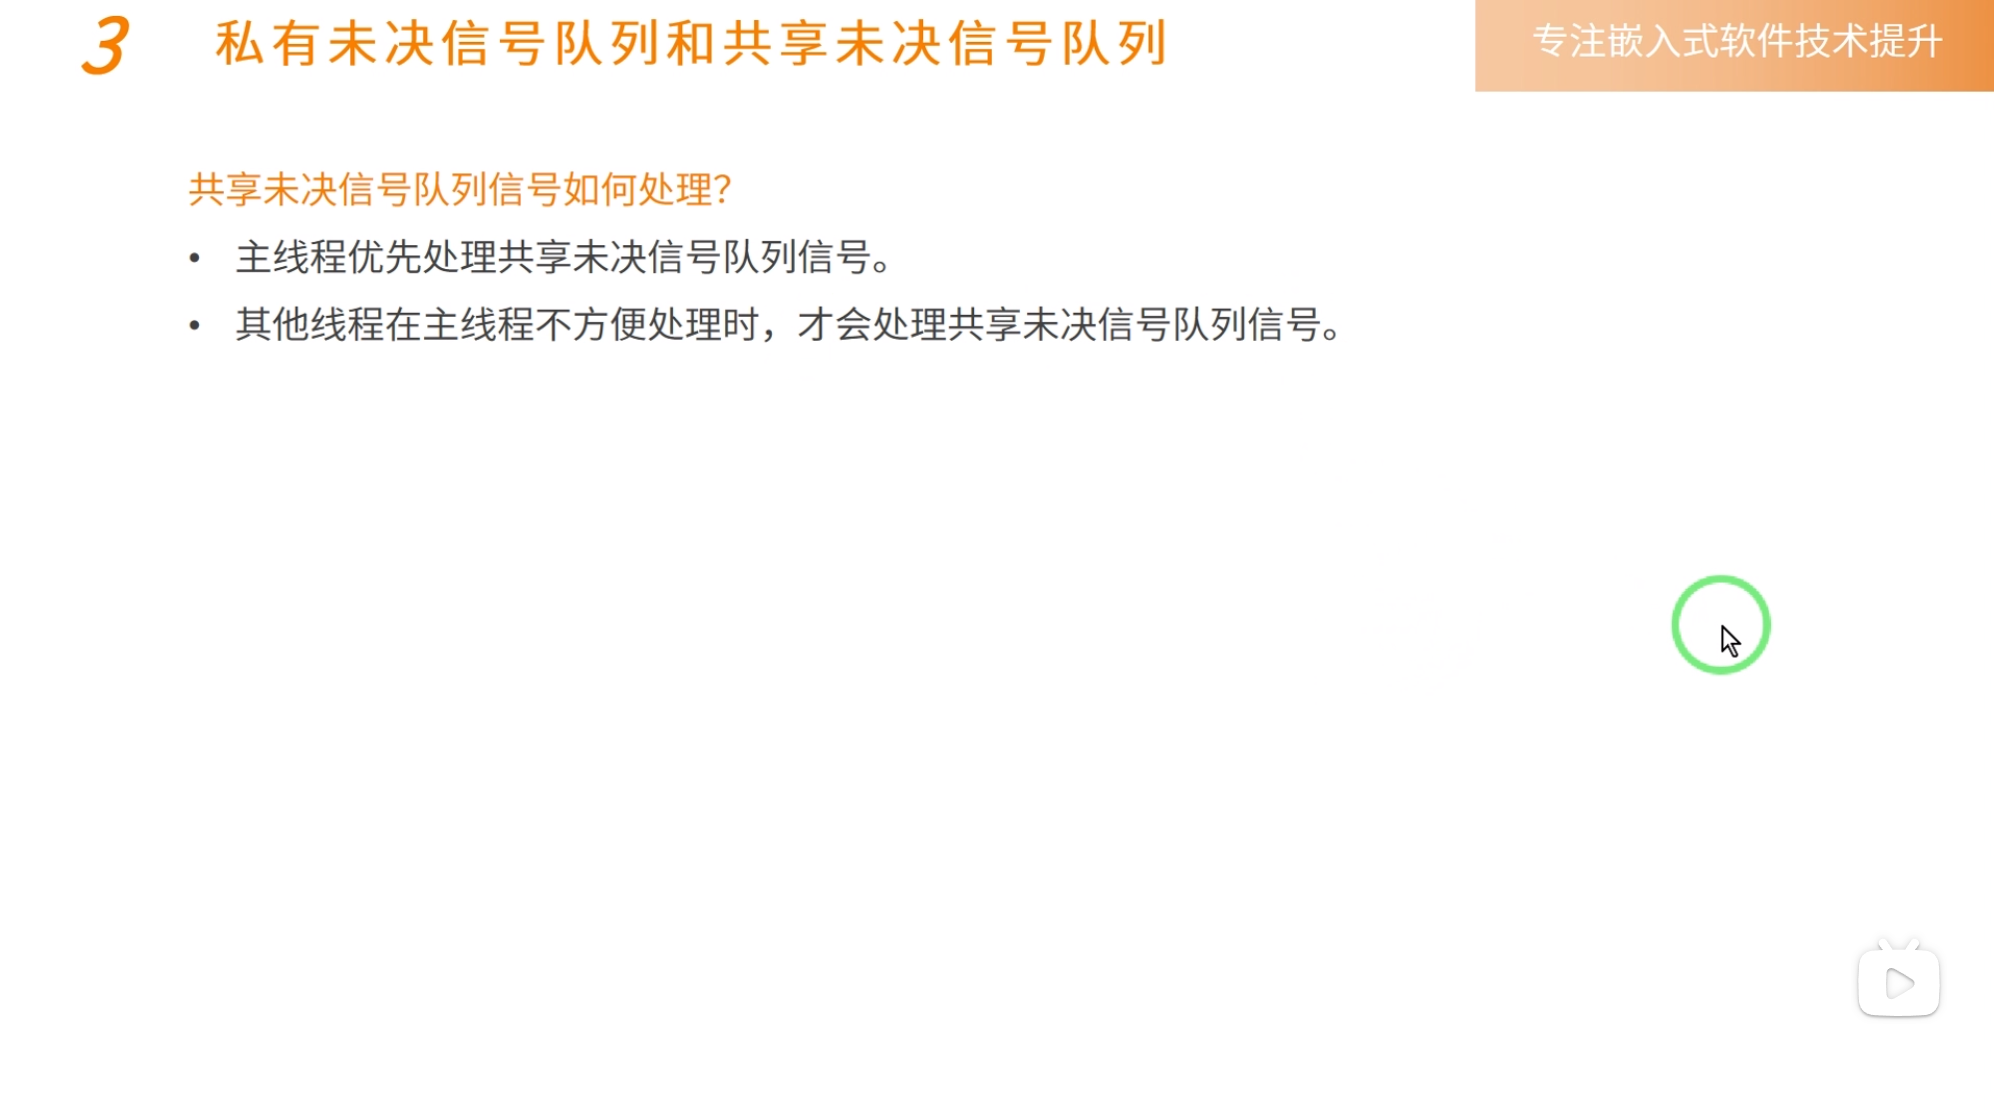 3 私有未决信号队列和共享未决信号队列
专注嵌入式软件技术提升
共享未决信号队列信号如何处理？
• 主线程优先处理共享未决信号队列信号。
• 其他线程在主线程不方便处理时，才会处理共享未决信号队列信号。